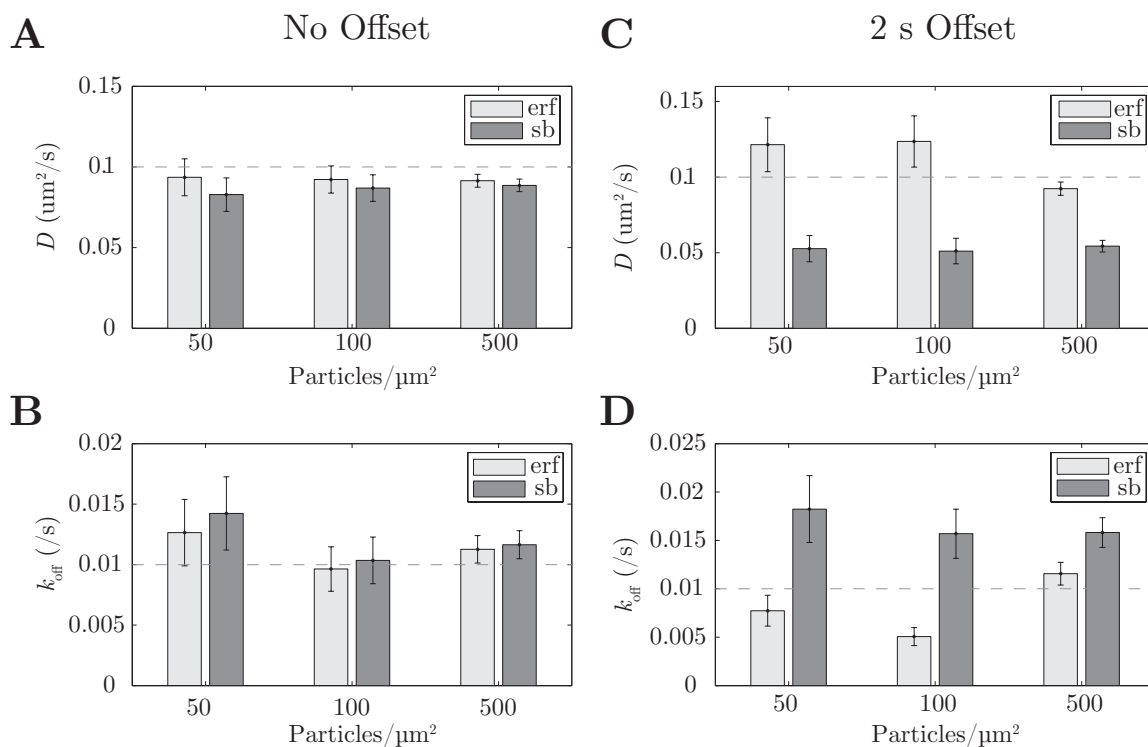 A
No Offset
0.15
0.1
0.05
0
D (um²/s)
erf
sb
50
100
500
Particles/µm²
C
2 s Offset
0.15
0.1
0.05
0
D (um²/s)
erf
sb
50
100
500
Particles/µm²
B
0.02
0.015
0.01
0.005
0
k_off (/s)
erf
sb
50
100
500
Particles/µm²
D
0.025
0.02
0.015
0.01
0.005
0
k_off (/s)
erf
sb
50
100
500
Particles/µm²